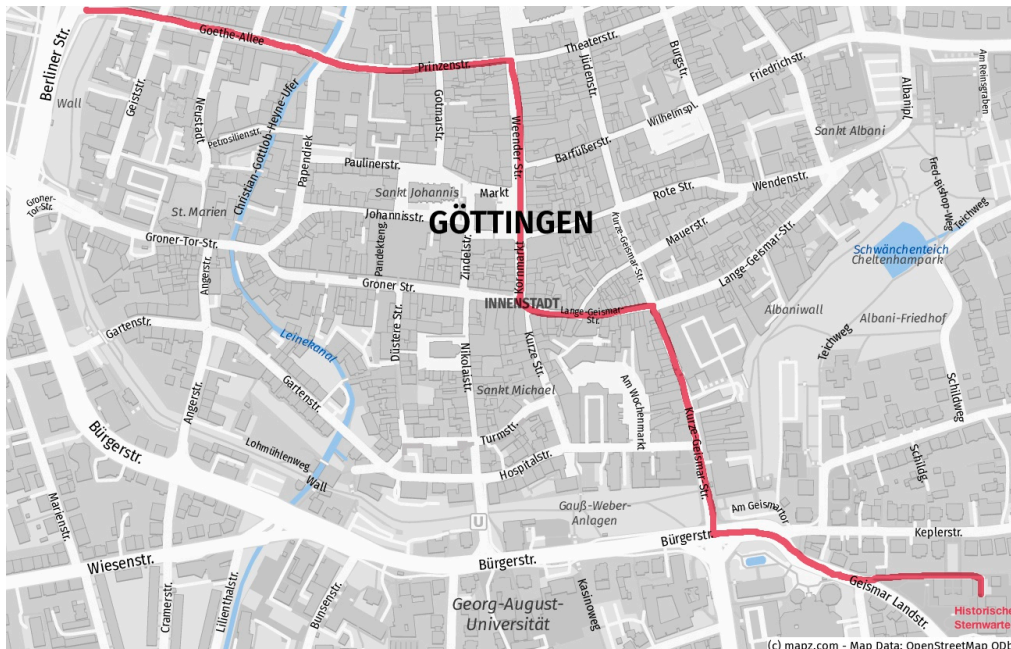 Berliner Str.
Wall
Goethe-Allee
Prinzenstr.
Theaterstr.
Burgstr.
Jüdenstr.
Friedrichstr.
Albanipl.
Am Reinsgraben
Geiststr.
Neustadt
Petrosilienstr.
Christian-Gottlob-Heyne-Ufer
Papendiek
Gotmarstr.
Weender Str.
Barfüßerstr.
Wilhelmspl.
Sankt Albani
Paulinerstr.
Sankt Johannis
Markt
Rote Str.
Wendenstr.
Fred-Bishop-Weg
Teichweg
Groner-
Tor-Str.
St. Marien
Johannisstr.
GÖTTINGEN
Groner-Tor-Str.
Pandekteng.
Zindelstr.
Kornmarkt
Kurze-Geismar-Str.
Mauerstr.
Lange-Geismar-Str.
Schwänchenteich
Cheltenhampark
Angerstr.
Groner Str.
INNENSTADT
Lange-Geismar-
Str.
Albaniwall
Albani-Friedhof
Gartenstr.
Leinekanal
Düstere Str.
Nikolaistr.
Kurze Str.
Teichweg
Sankt Michael
Am Wochenmarkt
Schildweg
Angerstr.
Gartenstr.
Kurze-Geismar-Str.
Bürgerstr.
Turmstr.
Lohmühlenweg
Hospitalstr.
Schildg.
Wall
Marienstr.
Gauß-Weber-
Anlagen
Am Geismartor
U
Bürgerstr.
Keplerstr.
Wiesenstr.
Bürgerstr.
Cramerstr.
Lilienthalstr.
Bunsenstr.
Kasinoweg
Geismar Landstr.
Georg-August-
Universität
Historische
Sternwarte
(c) mapz.com - Map Data: OpenStreetMap ODb